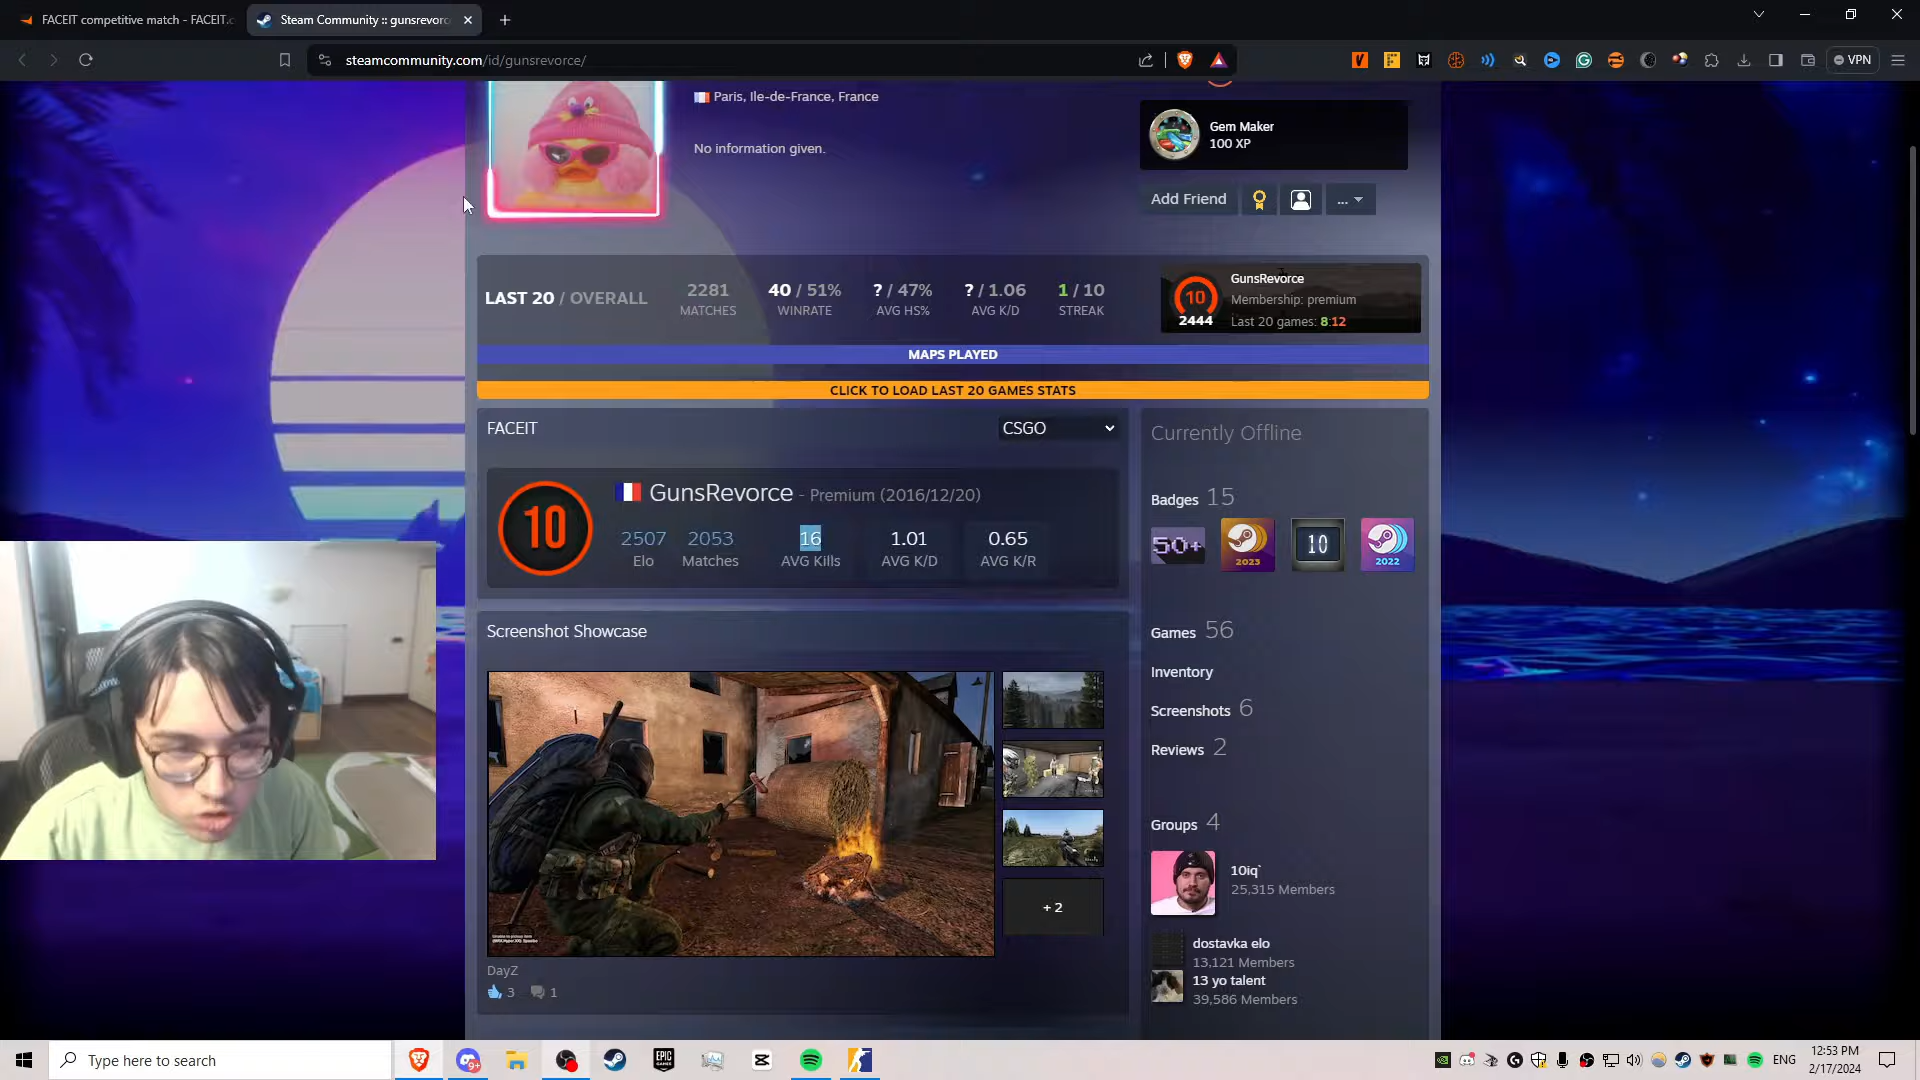 FACEIT competitive match - FACEIT.c
Steam Community :: gunsrevorc
steamcommunity.com/id/gunsrevorce/
VPN
Paris, Ile-de-France, France
No information given.
Gem Maker
100 XP
Add Friend
...
LAST 20 / OVERALL
2281
MATCHES
40 / 51%
WINRATE
? / 47%
AVG HS%
? / 1.06
AVG K/D
1 / 10
STREAK
10
2444
GunsRevorce
Membership: premium
Last 20 games: 8:12
MAPS PLAYED
CLICK TO LOAD LAST 20 GAMES STATS
FACEIT
CSGO
10
GunsRevorce - Premium (2016/12/20)
2507
Elo
2053
Matches
16
AVG Kills
1.01
AVG K/D
0.65
AVG K/R
Currently Offline
Badges 15
50+
2023
10
2022
Games 56
Inventory
Screenshots 6
Reviews 2
Groups 4
10iq`
25,315 Members
dostavka elo
13,121 Members
13 yo talent
39,586 Members
Screenshot Showcase
+ 2
DayZ
3
1
Type here to search
9+
EPIC
GAMES
ENG
12:53 PM
2/17/2024